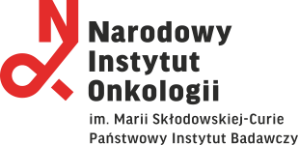 Narodowy
Instytut
Onkologii
im. Marii Skłodowskiej-Curie
Państwowy Instytut Badawczy